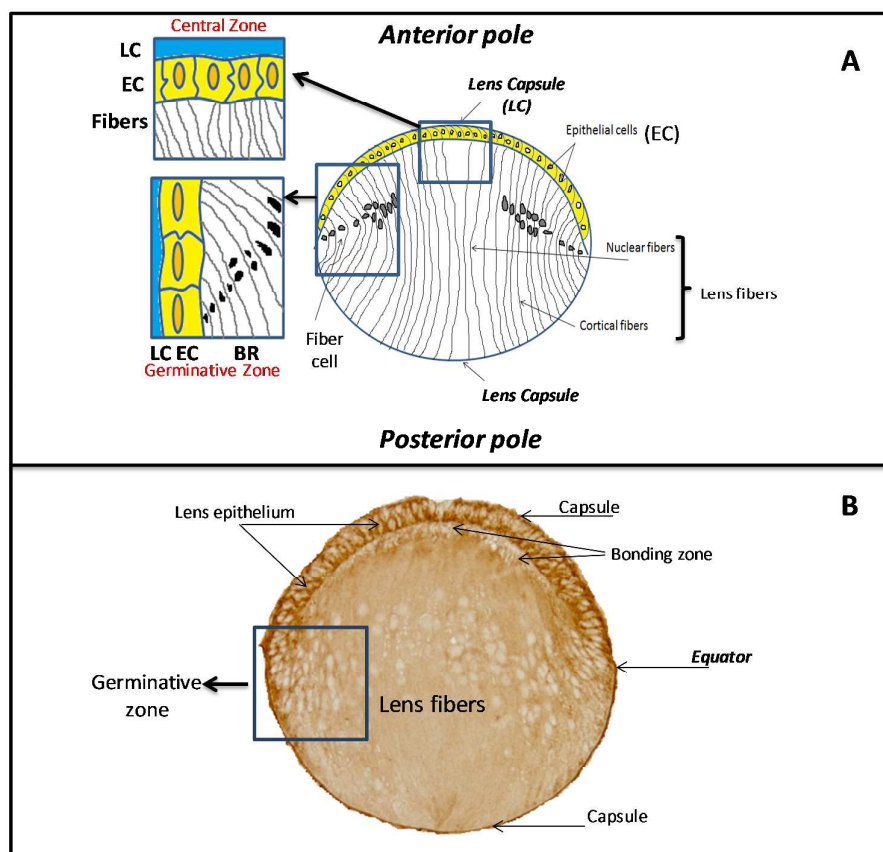 Central Zone
Anterior pole
A
LC
EC
Fibers
Lens Capsule
(LC)
Epithelial cells (EC)
Nuclear fibers
Lens fibers
Cortical fibers
Fiber
cell
LC EC BR
Germinative Zone
Lens Capsule
Posterior pole
B
Lens epithelium
Capsule
Bonding zone
Equator
Germinative
zone
Lens fibers
Capsule